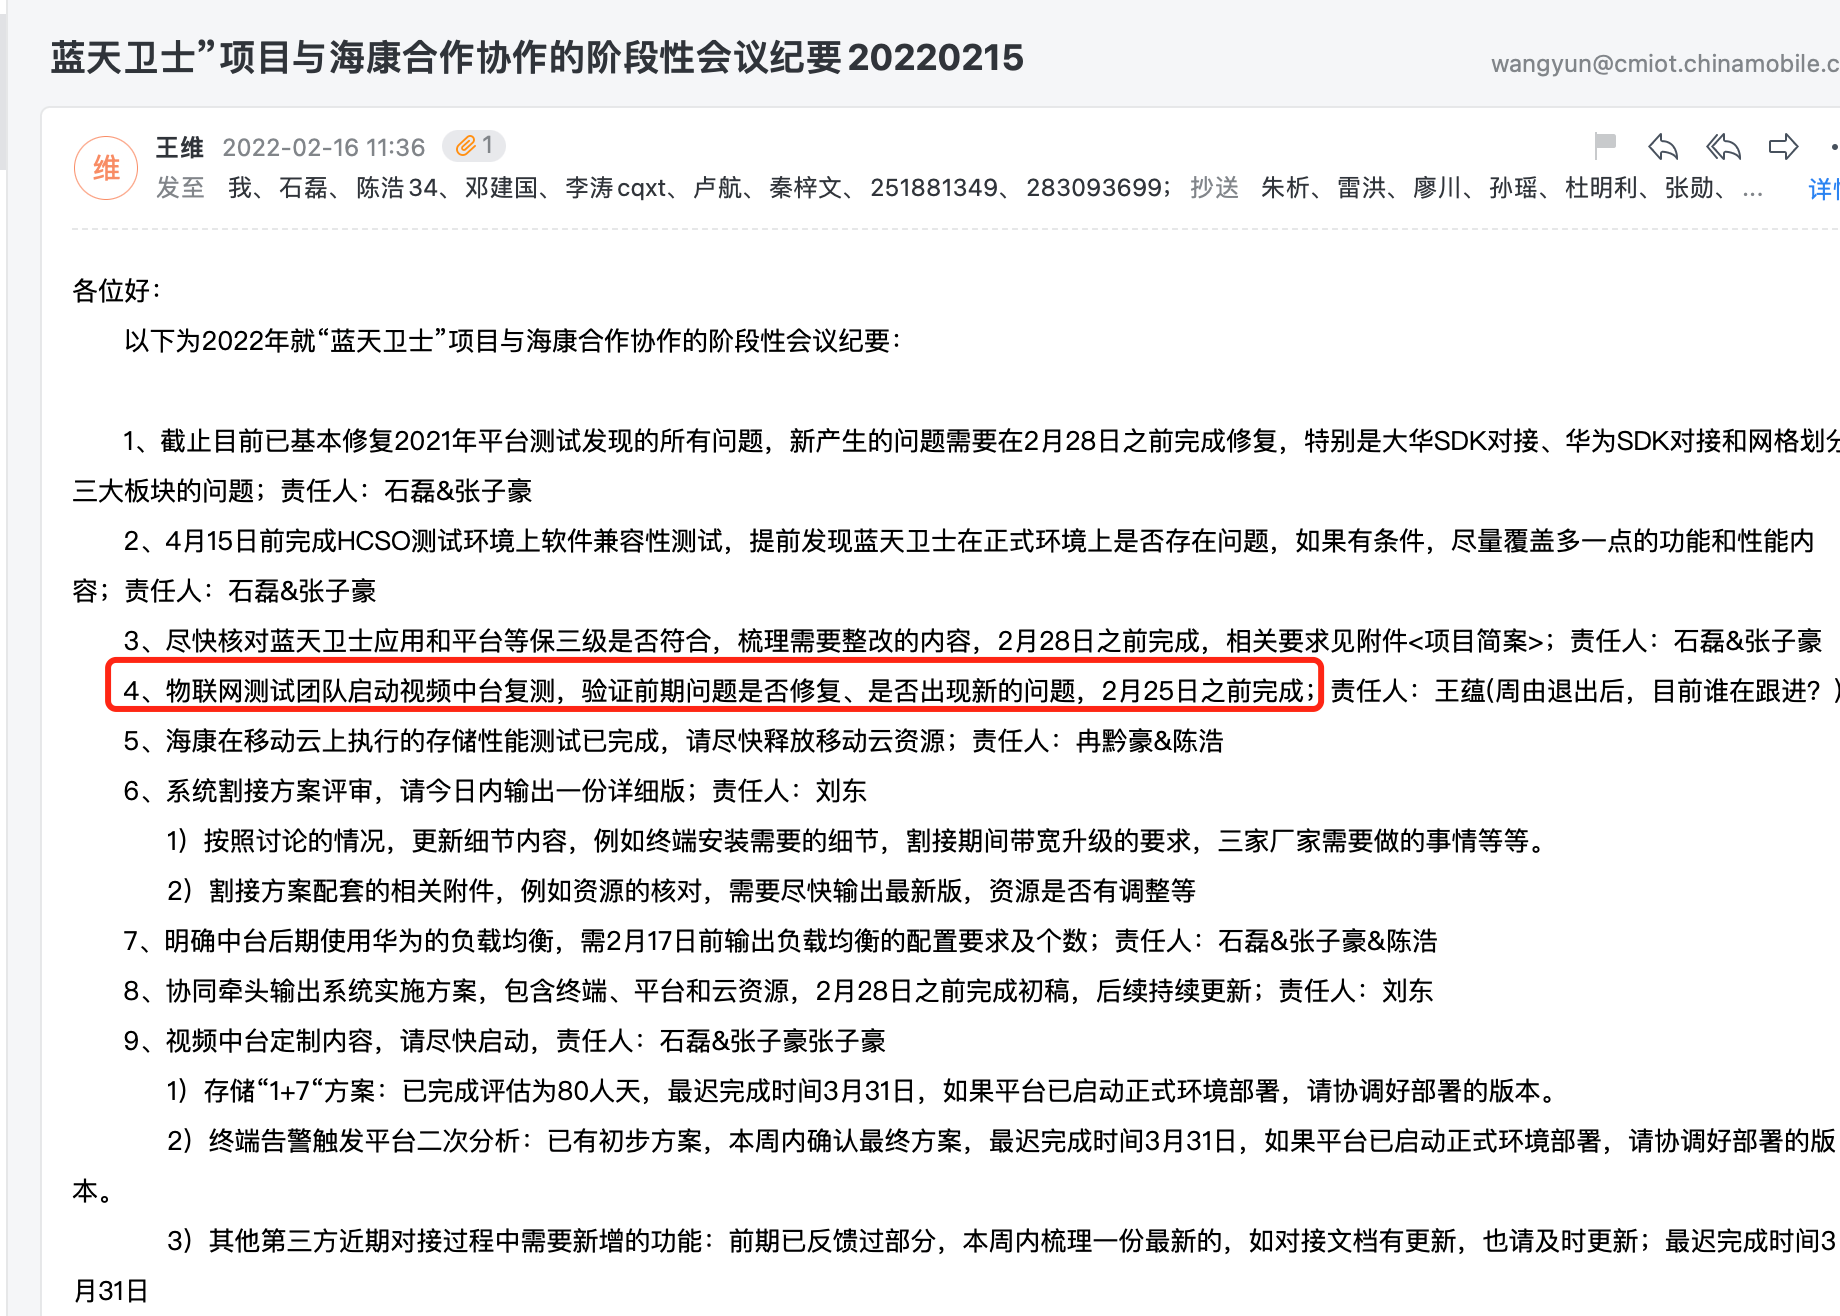 蓝天卫士”项目与海康合作协作的阶段性会议纪要20220215
wangyun@cmiot.chinamobile.c
维
王维 2022-02-16 11:36 1
发至 我、石磊、陈浩34、邓建国、李涛cqxt、卢航、秦梓文、251881349、283093699；抄送 朱析、雷洪、廖川、孙瑶、杜明利、张勋、... 详
各位好：
以下为2022年就“蓝天卫士”项目与海康合作协作的阶段性会议纪要：
1、截止目前已基本修复2021年平台测试发现的所有问题，新产生的问题需要在2月28日之前完成修复，特别是大华SDK对接、华为SDK对接和网格划分
三大板块的问题；责任人：石磊&张子豪
2、4月15日前完成HCSO测试环境上软件兼容性测试，提前发现蓝天卫士在正式环境上是否存在问题，如果有条件，尽量覆盖多一点的功能和性能内
容；责任人：石磊&张子豪
3、尽快核对蓝天卫士应用和平台等保三级是否符合，梳理需要整改的内容，2月28日之前完成，相关要求见附件<项目简案>；责任人：石磊&张子豪
4、物联网测试团队启动视频中台复测，验证前期问题是否修复、是否出现新的问题，2月25日之前完成；责任人：王蕴(周由退出后，目前谁在跟进？)
5、海康在移动云上执行的存储性能测试已完成，请尽快释放移动云资源；责任人：冉黔豪&陈浩
6、系统割接方案评审，请今日内输出一份详细版；责任人：刘东
1）按照讨论的情况，更新细节内容，例如终端安装需要的细节，割接期间带宽升级的要求，三家厂家需要做的事情等等。
2）割接方案配套的相关附件，例如资源的核对，需要尽快输出最新版，资源是否有调整等
7、明确中台后期使用华为的负载均衡，需2月17日前输出负载均衡的配置要求及个数；责任人：石磊&张子豪&陈浩
8、协同牵头输出系统实施方案，包含终端、平台和云资源，2月28日之前完成初稿，后续持续更新；责任人：刘东
9、视频中台定制内容，请尽快启动，责任人：石磊&张子豪张子豪
1）存储“1+7“方案：已完成评估为80人天，最迟完成时间3月31日，如果平台已启动正式环境部署，请协调好部署的版本。
2）终端告警触发平台二次分析：已有初步方案，本周内确认最终方案，最迟完成时间3月31日，如果平台已启动正式环境部署，请协调好部署的版
本。
3）其他第三方近期对接过程中需要新增的功能：前期已反馈过部分，本周内梳理一份最新的，如对接文档有更新，也请及时更新；最迟完成时间3
月31日